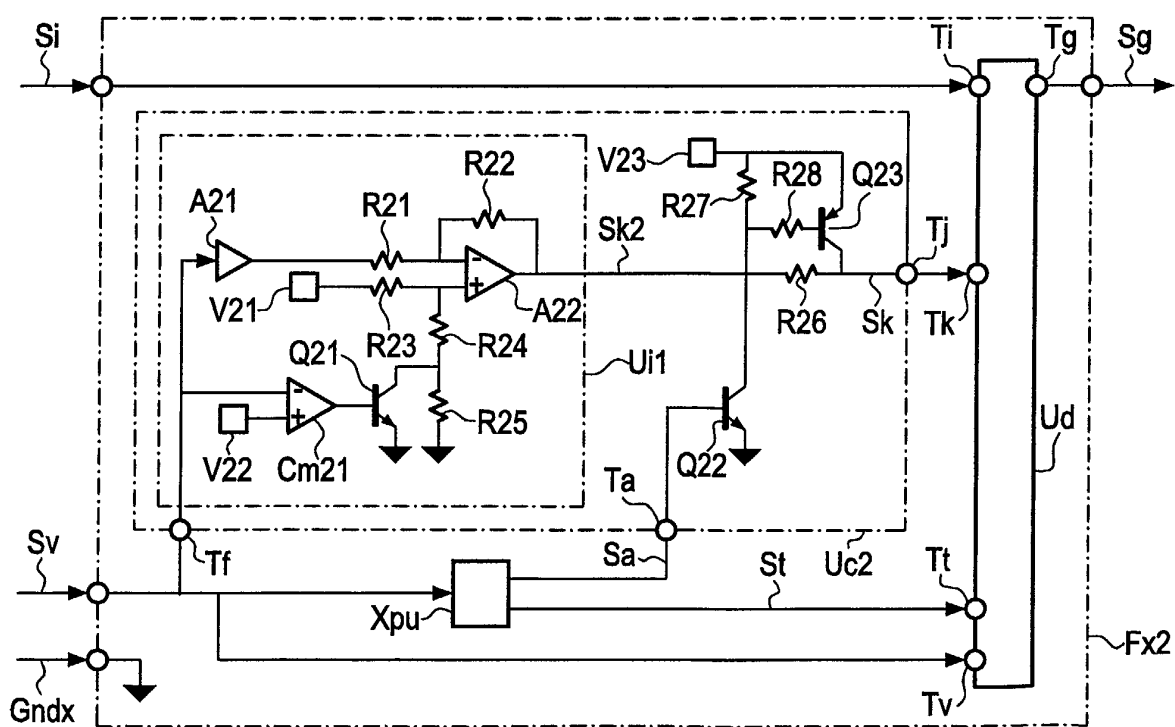 Si
Ti
Tg
Sg
V23
R22
R28
Q23
A21
R21
R27
Sk2
Tj
V21
A22
R26
Sk
Tk
R23
R24
Q21
Ui1
R25
Ud
V22
Cm21
Q22
Ta
Sv
Tf
Sa
Uc2
St
Tt
Xpu
Fx2
Gndx
Tv